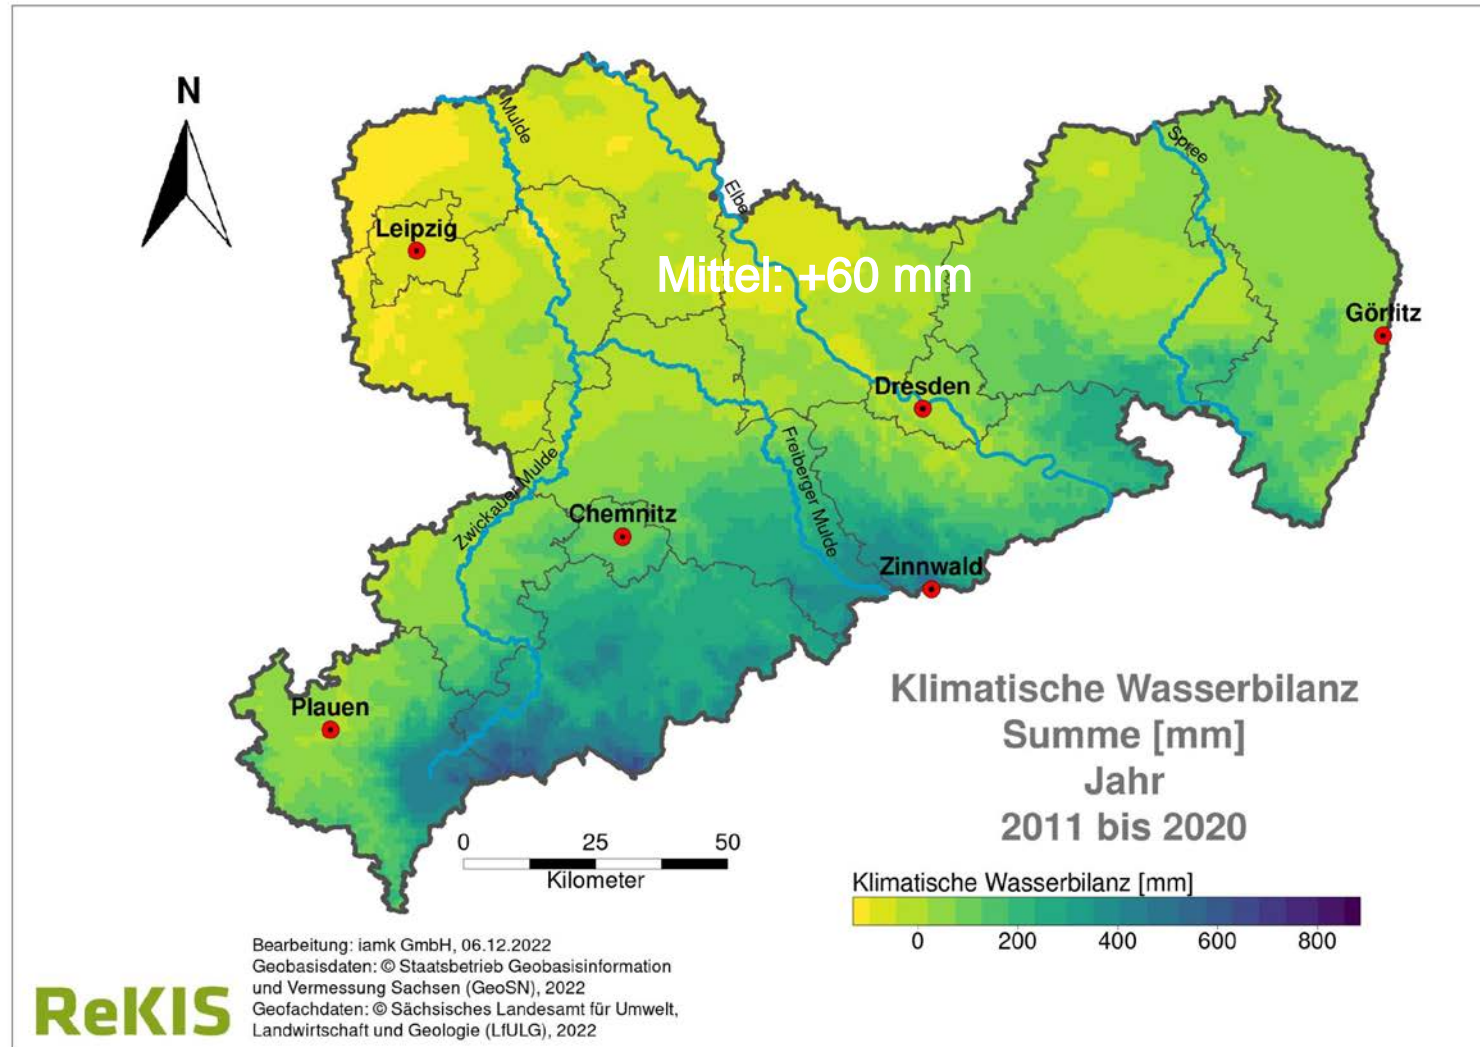 N
Mulde
Elbe
Spree
Leipzig
Mittel: +60 mm
Görlitz
Dresden
Zwickauer Mulde
Freiberger Mulde
Chemnitz
Zinnwald
Plauen
Klimatische Wasserbilanz
Summe [mm]
Jahr
2011 bis 2020
0 25 50
Kilometer
Klimatische Wasserbilanz [mm]
0 200 400 600 800
Bearbeitung: iamk GmbH, 06.12.2022
Geobasisdaten: © Staatsbetrieb Geobasisinformation
und Vermessung Sachsen (GeoSN), 2022
Geofachdaten: © Sächsisches Landesamt für Umwelt,
Landwirtschaft und Geologie (LfULG), 2022
ReKIS